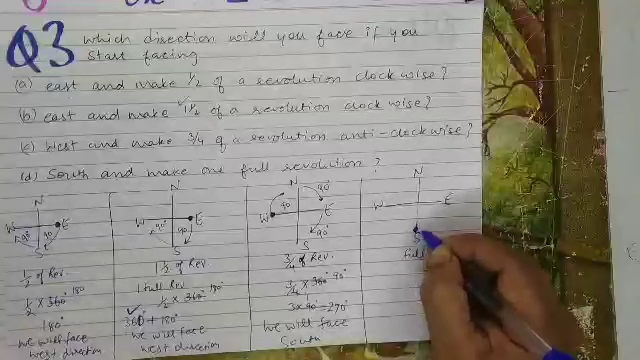 Q3 Which direction will you face if you
start facing
(a) east and make 1/2 of a revolution clockwise?
(b) east and make 1 1/2 of a revolution clockwise?
(c) West and make 3/4 of a revolution anti-clockwise?
(d) South and make one full revolution?
N
W E
90 90
S
1/2 of Rev.
1/2 × 360° 180
180°
we will face
west direction
N
W E
90° 90
S
1 1/2 of Rev
1 full Rev
1/2 × 360° 180°
360 + 180°
we will face
west direction
N
90°
90
W E
90°
S
3/4 of Rev.
3/4 × 360° 90°
3×90=270°
we will face
South
N
W E
S
full